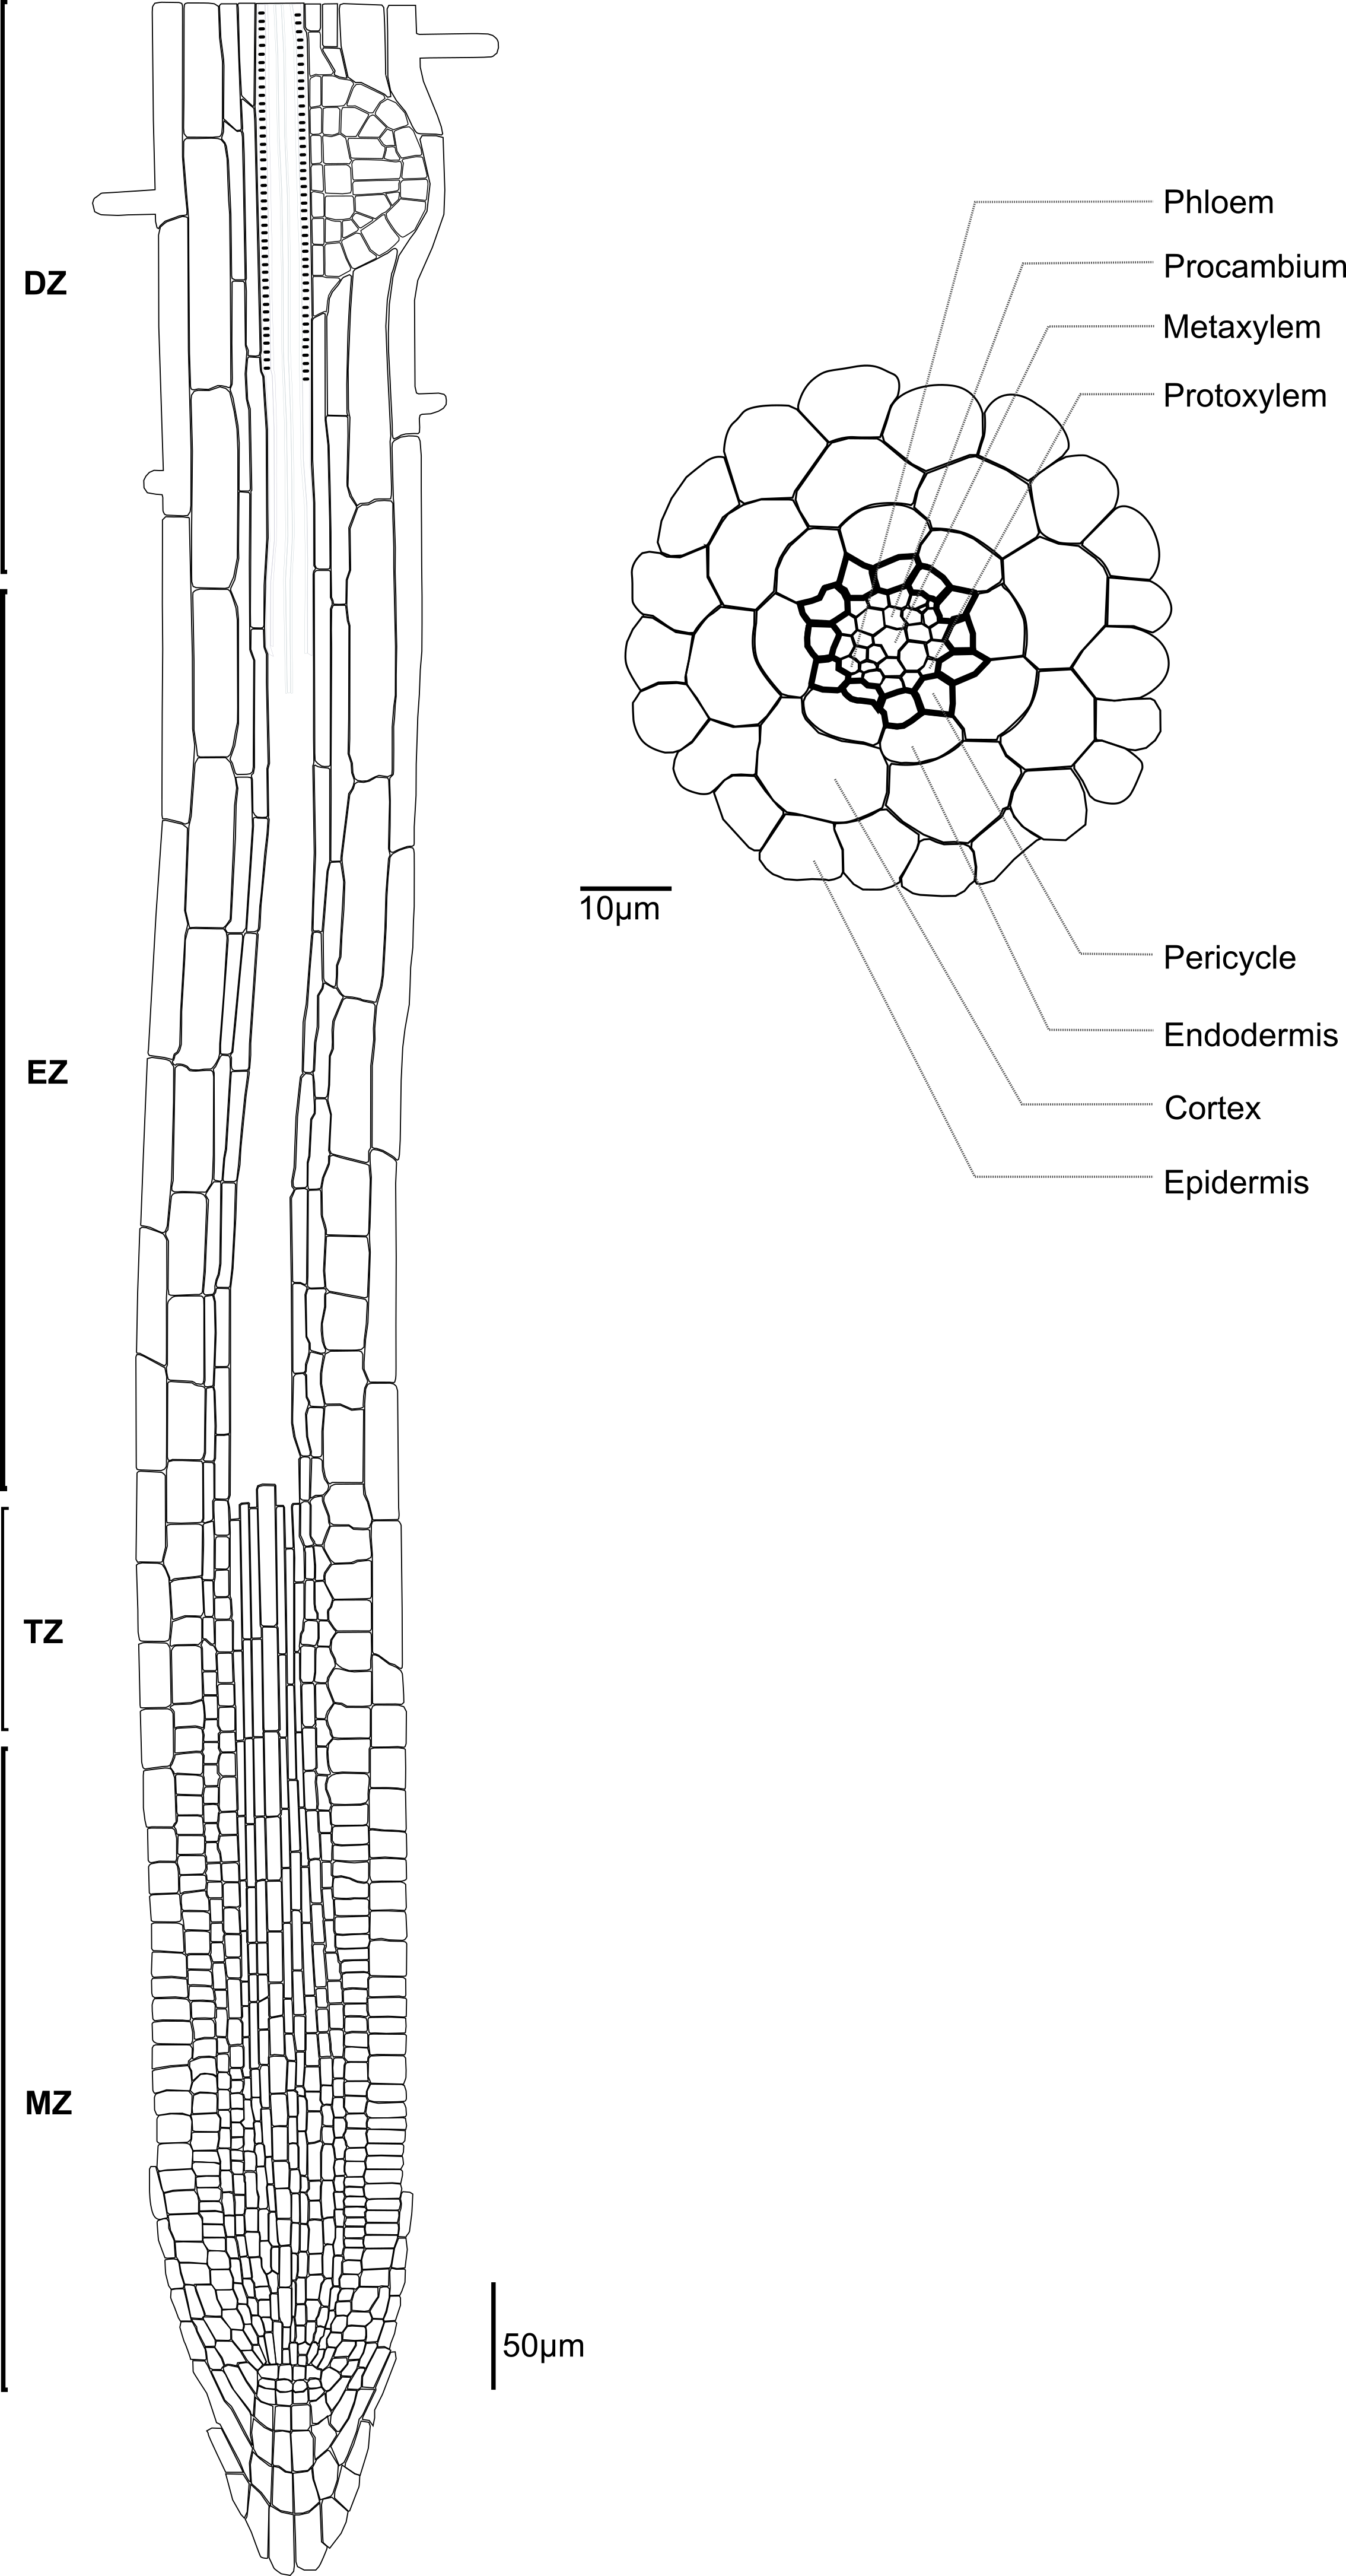 DZ
EZ
TZ
MZ
50µm
Phloem
Procambium
Metaxylem
Protoxylem
10µm
Pericycle
Endodermis
Cortex
Epidermis